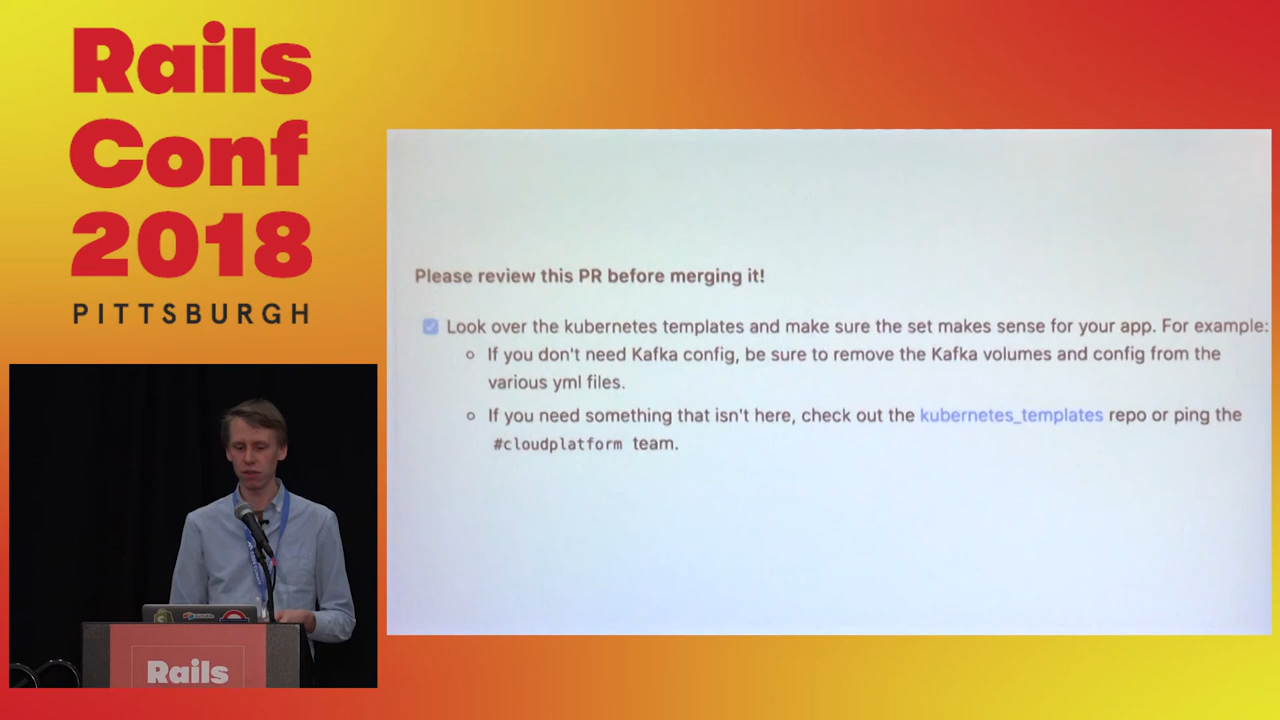 Rails
Conf
2018
PITTSBURGH
Please review this PR before merging it!
Look over the kubernetes templates and make sure the set makes sense for your app. For example:
If you don't need Kafka config, be sure to remove the Kafka volumes and config from the
various yml files.
If you need something that isn't here, check out the kubernetes_templates repo or ping the
#cloudplatform team.
Rails